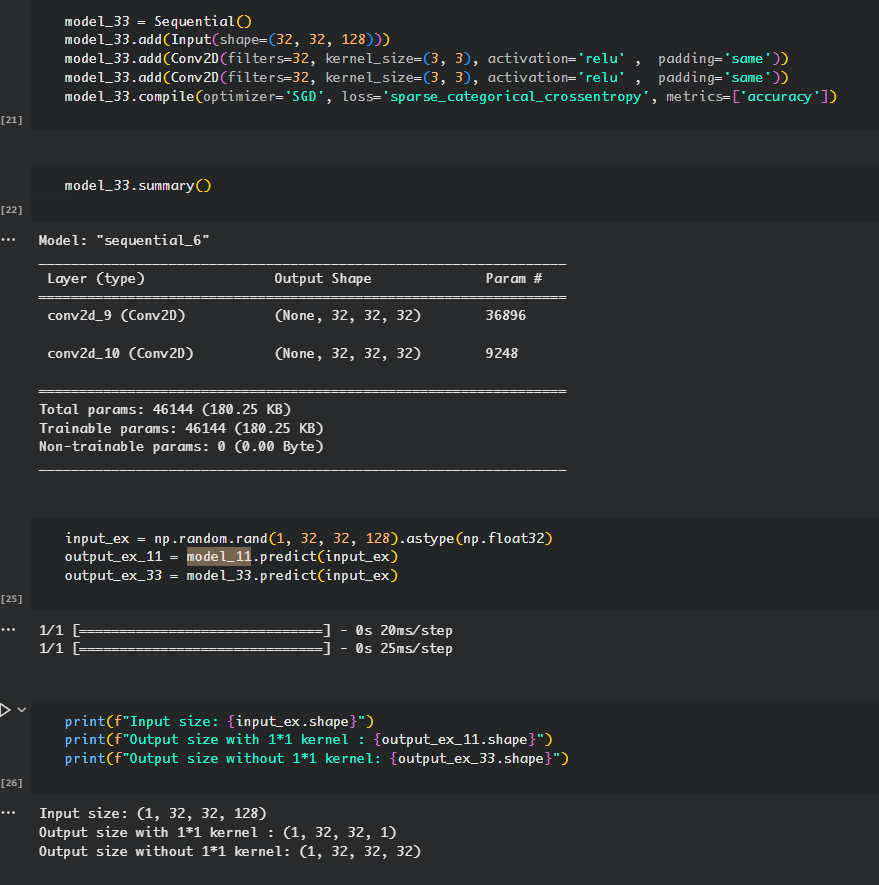 model_33 = Sequential()
model_33.add(Input(shape=(32, 32, 128)))
model_33.add(Conv2D(filters=32, kernel_size=(3, 3), activation='relu' ,  padding='same'))
model_33.add(Conv2D(filters=32, kernel_size=(3, 3), activation='relu' ,  padding='same'))
model_33.compile(optimizer='SGD', loss='sparse_categorical_crossentropy', metrics=['accuracy'])
[21]
model_33.summary()
[22]
... Model: "sequential_6"
Layer (type) Output Shape Param #
conv2d_9 (Conv2D) (None, 32, 32, 32) 36896
conv2d_10 (Conv2D) (None, 32, 32, 32) 9248
Total params: 46144 (180.25 KB)
Trainable params: 46144 (180.25 KB)
Non-trainable params: 0 (0.00 Byte)
input_ex = np.random.rand(1, 32, 32, 128).astype(np.float32)
output_ex_11 = model_11.predict(input_ex)
output_ex_33 = model_33.predict(input_ex)
[25]
... 1/1 [==============================] - 0s 20ms/step
1/1 [==============================] - 0s 25ms/step
print(f"Input size: {input_ex.shape}")
print(f"Output size with 1*1 kernel : {output_ex_11.shape}")
print(f"Output size without 1*1 kernel: {output_ex_33.shape}")
[26]
... Input size: (1, 32, 32, 128)
Output size with 1*1 kernel : (1, 32, 32, 1)
Output size without 1*1 kernel: (1, 32, 32, 32)